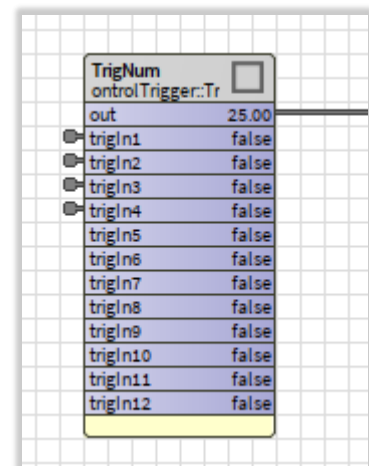 TrigNum
ontrolTrigger::Tr
out 25.00
trigIn1 false
trigIn2 false
trigIn3 false
trigIn4 false
trigIn5 false
trigIn6 false
trigIn7 false
trigIn8 false
trigIn9 false
trigIn10 false
trigIn11 false
trigIn12 false